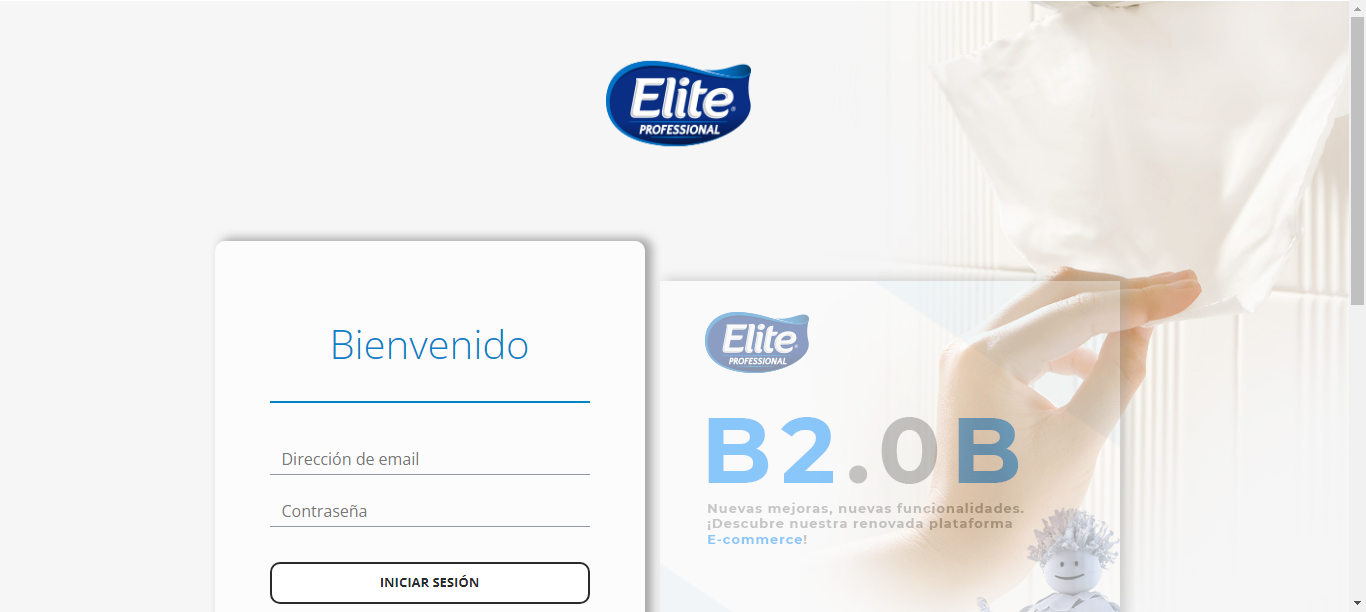 Elite
PROFESSIONAL
Bienvenido
Dirección de email
Contraseña
INICIAR SESIÓN
Elite
PROFESSIONAL
B2.0B
Nuevas mejoras, nuevas funcionalidades.
¡Descubre nuestra renovada plataforma
E-commerce!